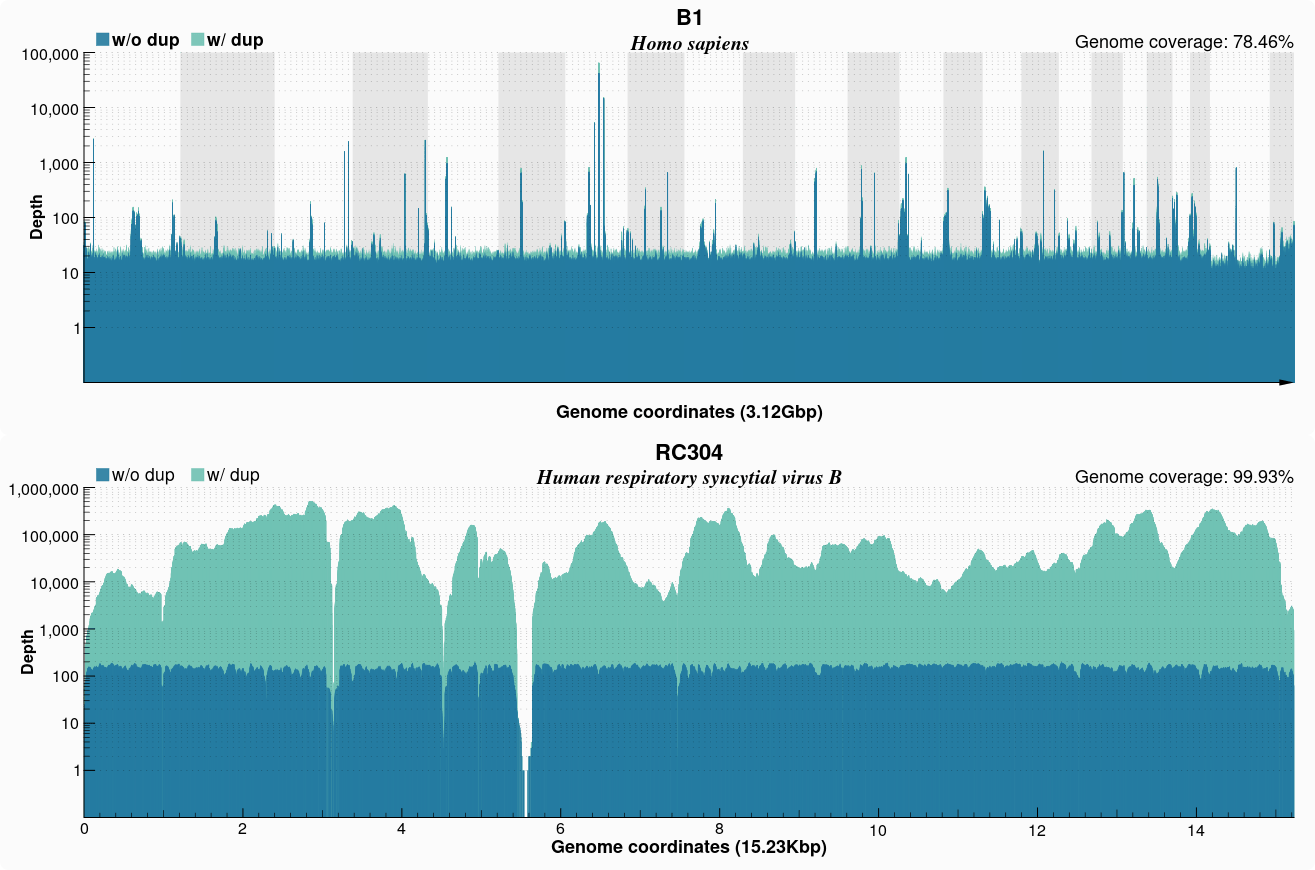 B1
w/o dup w/ dup
Homo sapiens
Genome coverage: 78.46%
100,000
10,000
1,000
100
10
1
Depth
Genome coordinates (3.12Gbp)
RC304
w/o dup w/ dup
Human respiratory syncytial virus B
Genome coverage: 99.93%
1,000,000
100,000
10,000
1,000
100
10
1
Depth
0 2 4 6 8 10 12 14
Genome coordinates (15.23Kbp)